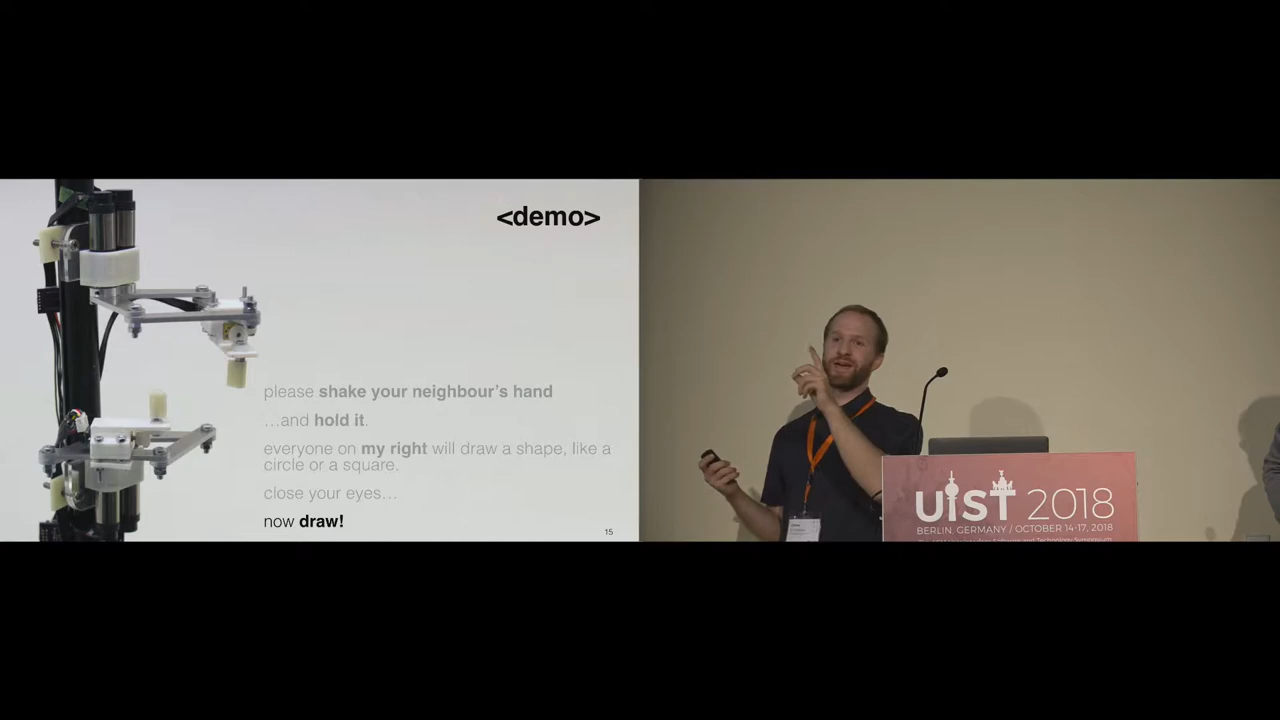 <demo>
please shake your neighbour's hand
…and hold it.
everyone on my right will draw a shape, like a
circle or a square.
close your eyes…
now draw!
15
UIST 2018
BERLIN, GERMANY / OCTOBER 14-17, 2018